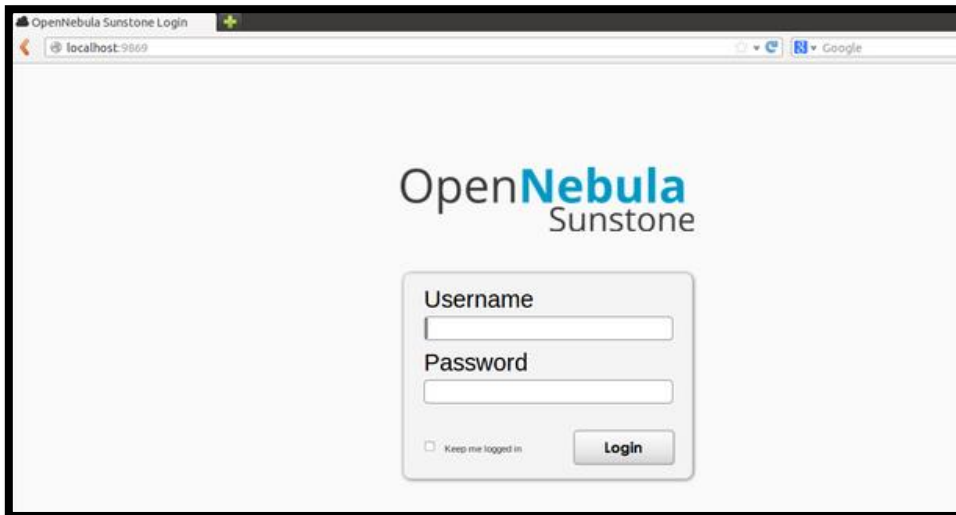 OpenNebula Sunstone Login
localhost:9869
Google
OpenNebula
Sunstone
Username
Password
Keep me logged in
Login